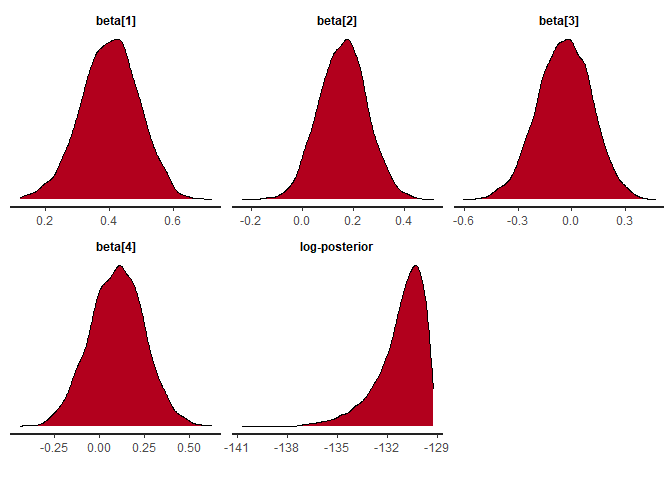 beta[1] beta[2] beta[3]
0.2 0.4 0.6 -0.2 0.0 0.2 0.4 -0.6 -0.3 0.0 0.3
beta[4] log-posterior
-0.25 0.00 0.25 0.50 -141 -138 -135 -132 -129